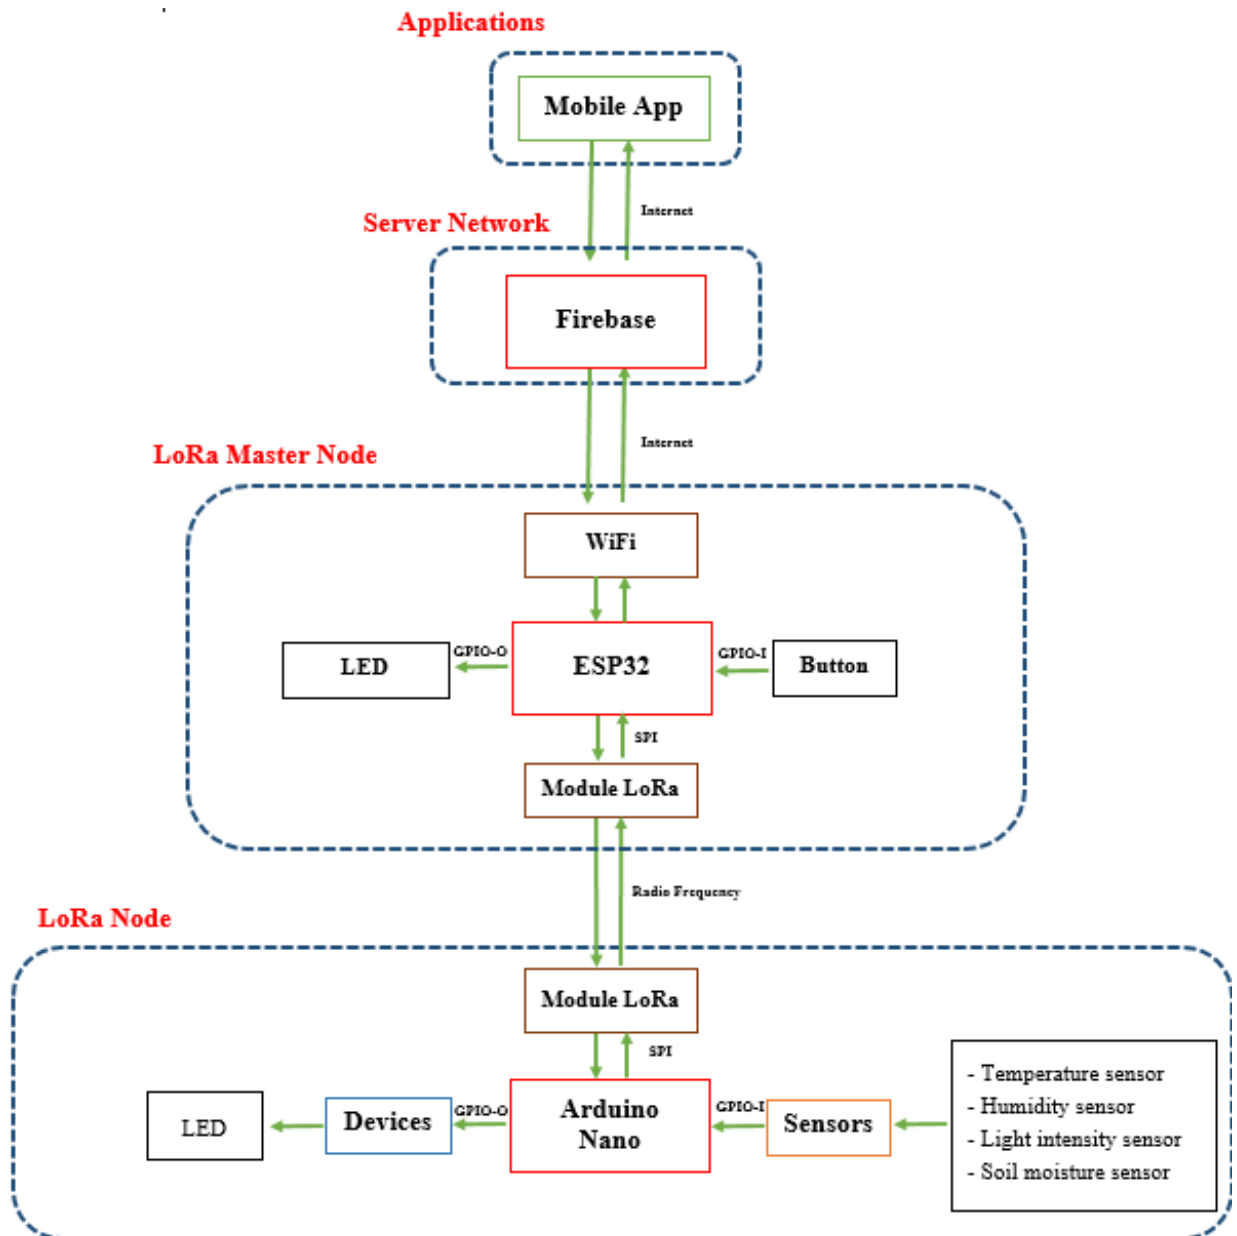 Applications
Mobile App
Internet
Server Network
Firebase
Internet
LoRa Master Node
WiFi
LED
GPIO-O
ESP32
GPIO-I
Button
SPI
Module LoRa
Radio Frequency
LoRa Node
Module LoRa
SPI
LED
Devices
GPIO-O
Arduino
Nano
GPIO-I
Sensors
- Temperature sensor
- Humidity sensor
- Light intensity sensor
- Soil moisture sensor